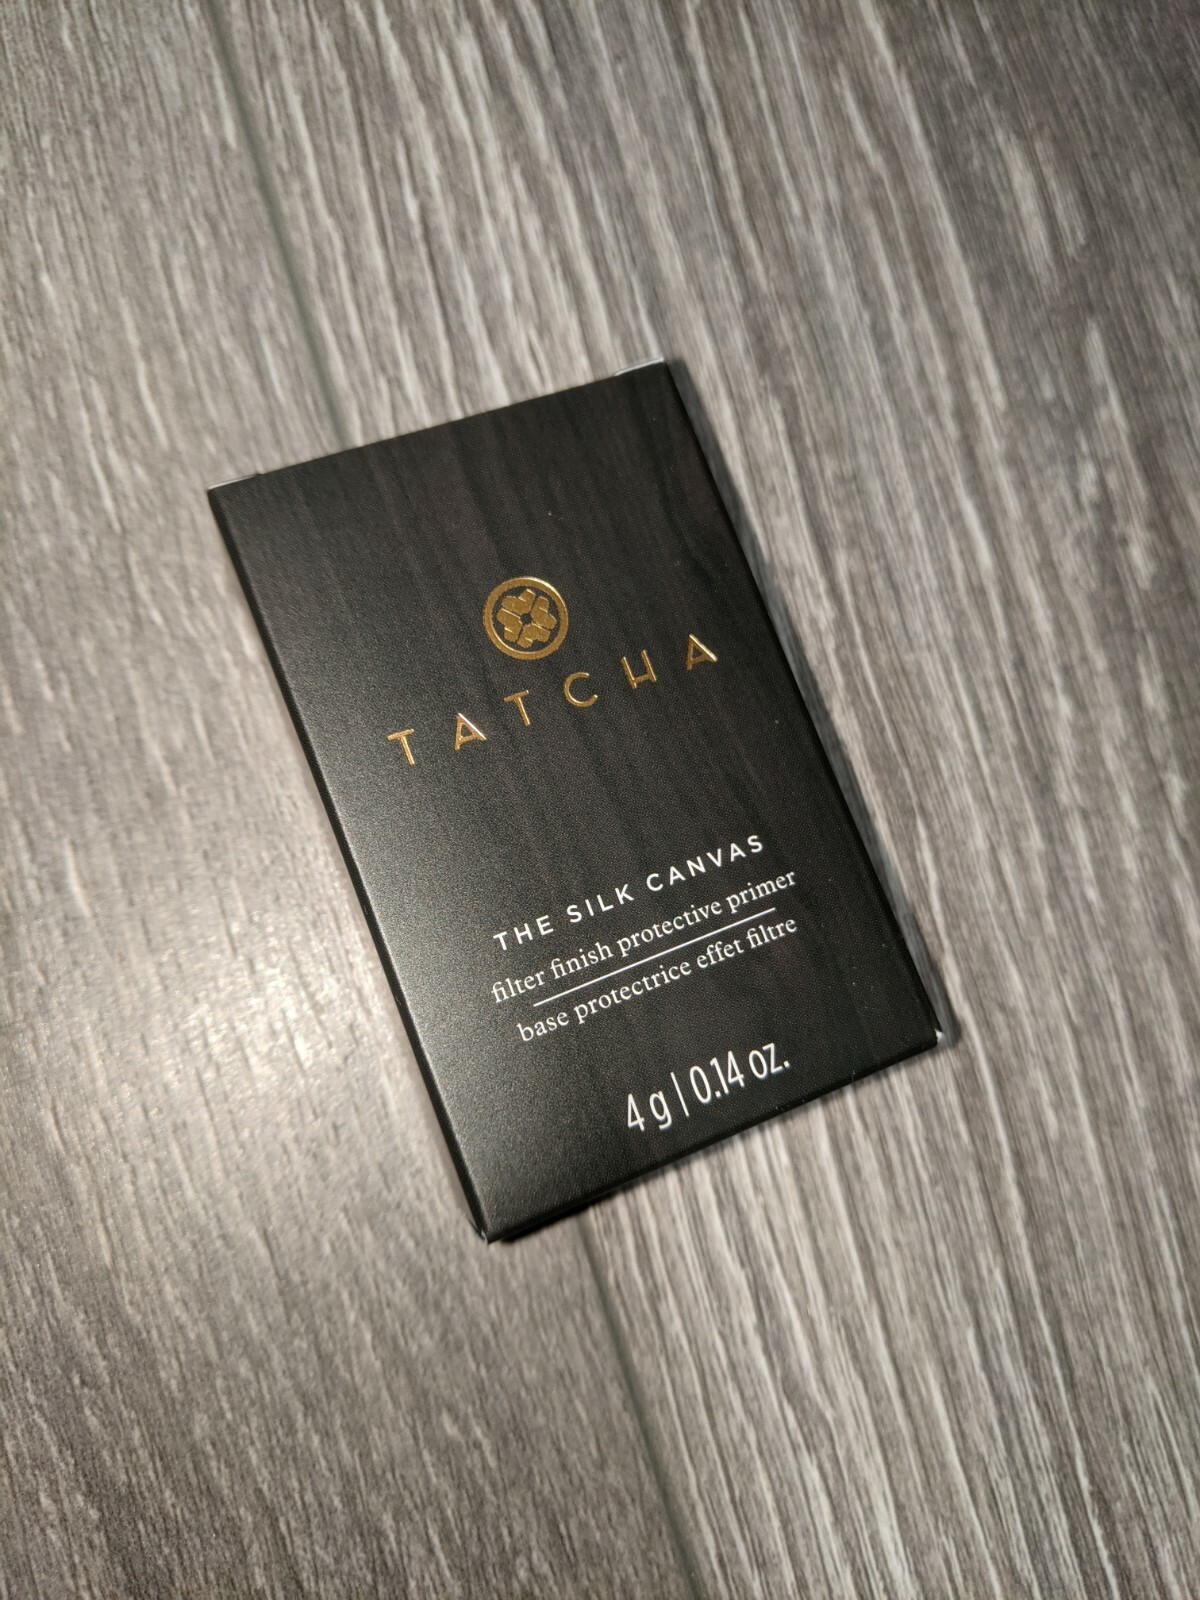 TATCHA
THE SILK CANVAS
filter finish protective primer
base protectrice effet filtre
4 g | 0.14 oz.